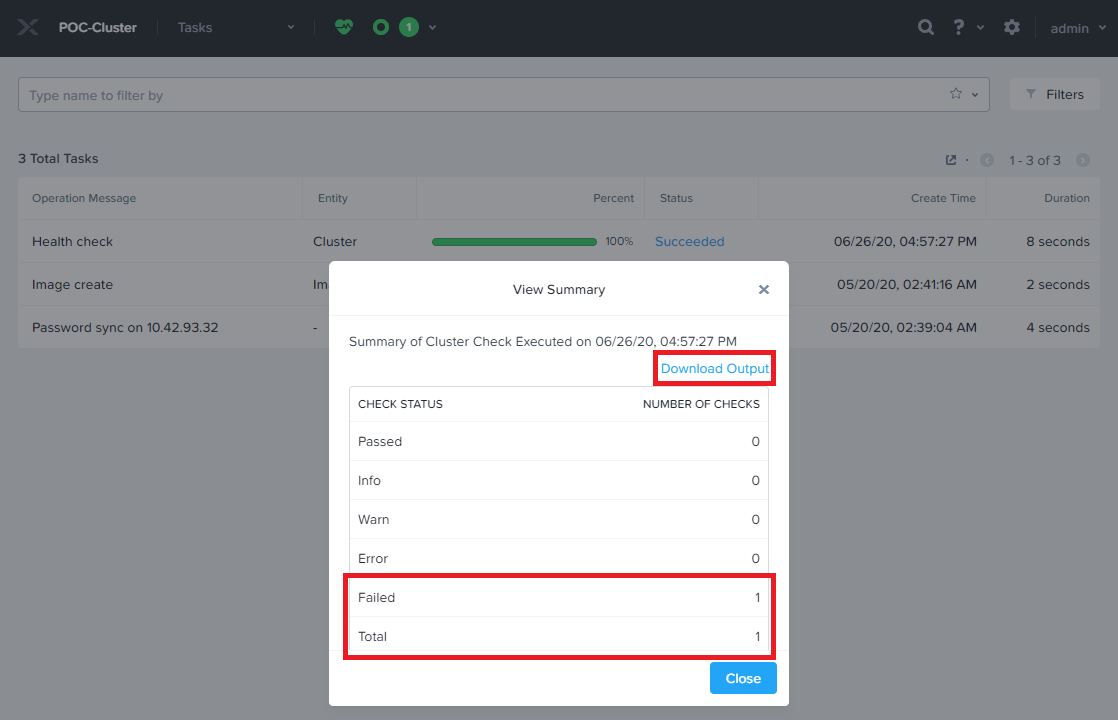 POC-Cluster Tasks 1 ? admin
Type name to filter by Filters
3 Total Tasks 1 - 3 of 3
Operation Message Entity Percent Status Create Time Duration
Health check Cluster 100% Succeeded 06/26/20, 04:57:27 PM 8 seconds
Image create Im 05/20/20, 02:41:16 AM 2 seconds
Password sync on 10.42.93.32 - 05/20/20, 02:39:04 AM 4 seconds
View Summary
Summary of Cluster Check Executed on 06/26/20, 04:57:27 PM
Download Output
CHECK STATUS NUMBER OF CHECKS
Passed 0
Info 0
Warn 0
Error 0
Failed 1
Total 1
Close